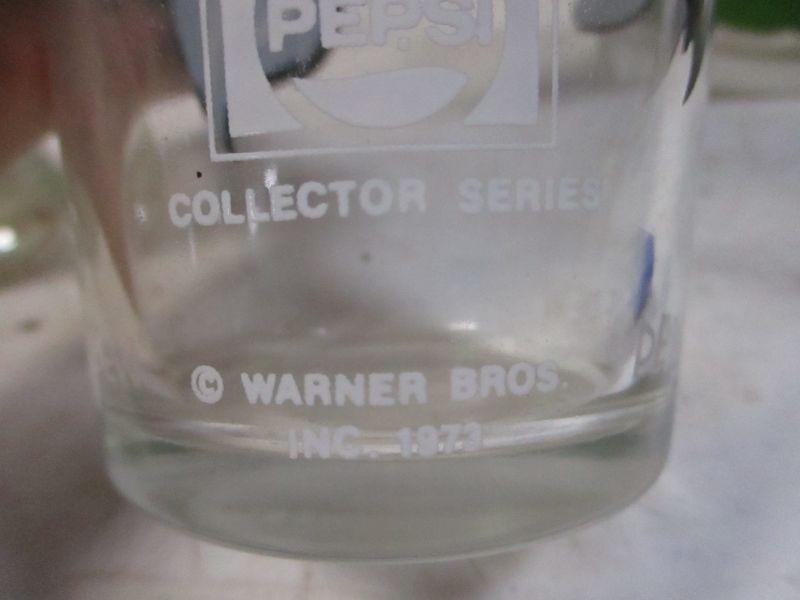 PEPSI
COLLECTOR SERIES
© WARNER BROS.
INC. 1973